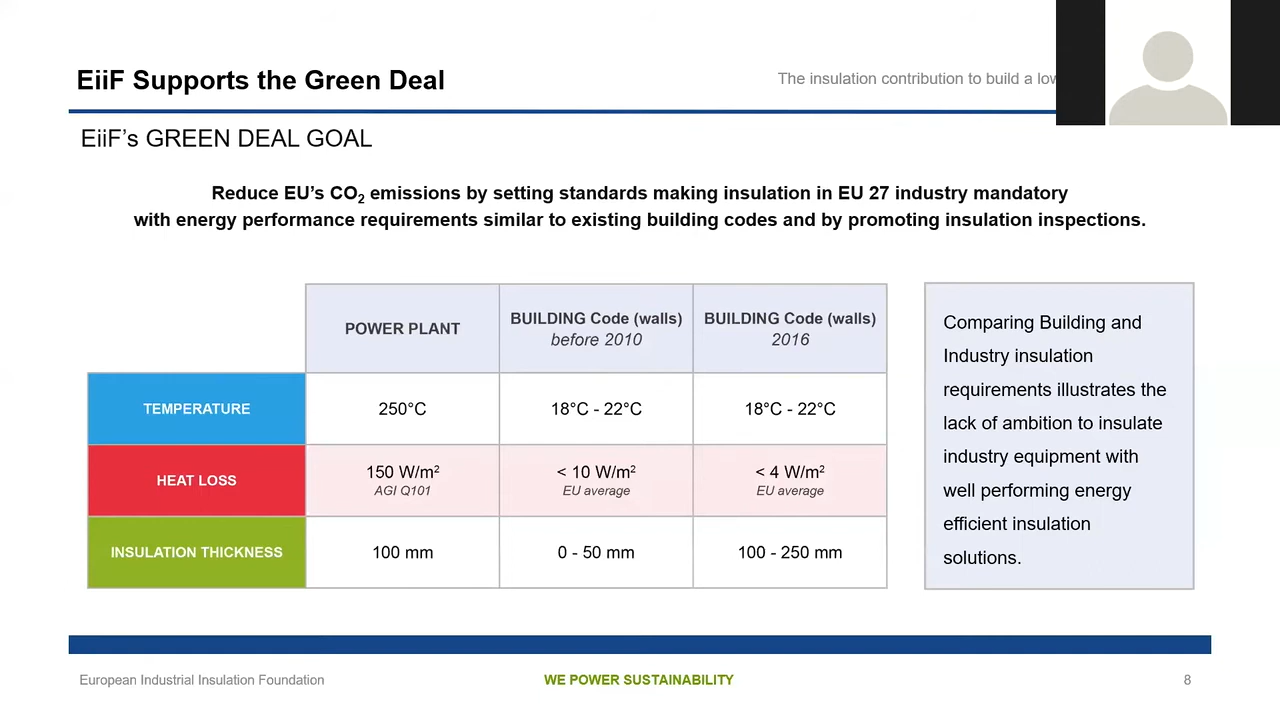 EiiF Supports the Green Deal
The insulation contribution to build a
EiiF’s GREEN DEAL GOAL
Reduce EU’s CO₂ emissions by setting standards making insulation in EU 27 industry mandatory
with energy performance requirements similar to existing building codes and by promoting insulation inspections.
POWER PLANT
BUILDING Code (walls)
before 2010
BUILDING Code (walls)
2016
TEMPERATURE
250°C
18°C - 22°C
18°C - 22°C
HEAT LOSS
150 W/m²
AGI Q101
< 10 W/m²
EU average
< 4 W/m²
EU average
INSULATION THICKNESS
100 mm
0 - 50 mm
100 - 250 mm
Comparing Building and
Industry insulation
requirements illustrates the
lack of ambition to insulate
industry equipment with
well performing energy
efficient insulation
solutions.
European Industrial Insulation Foundation
WE POWER SUSTAINABILITY
8